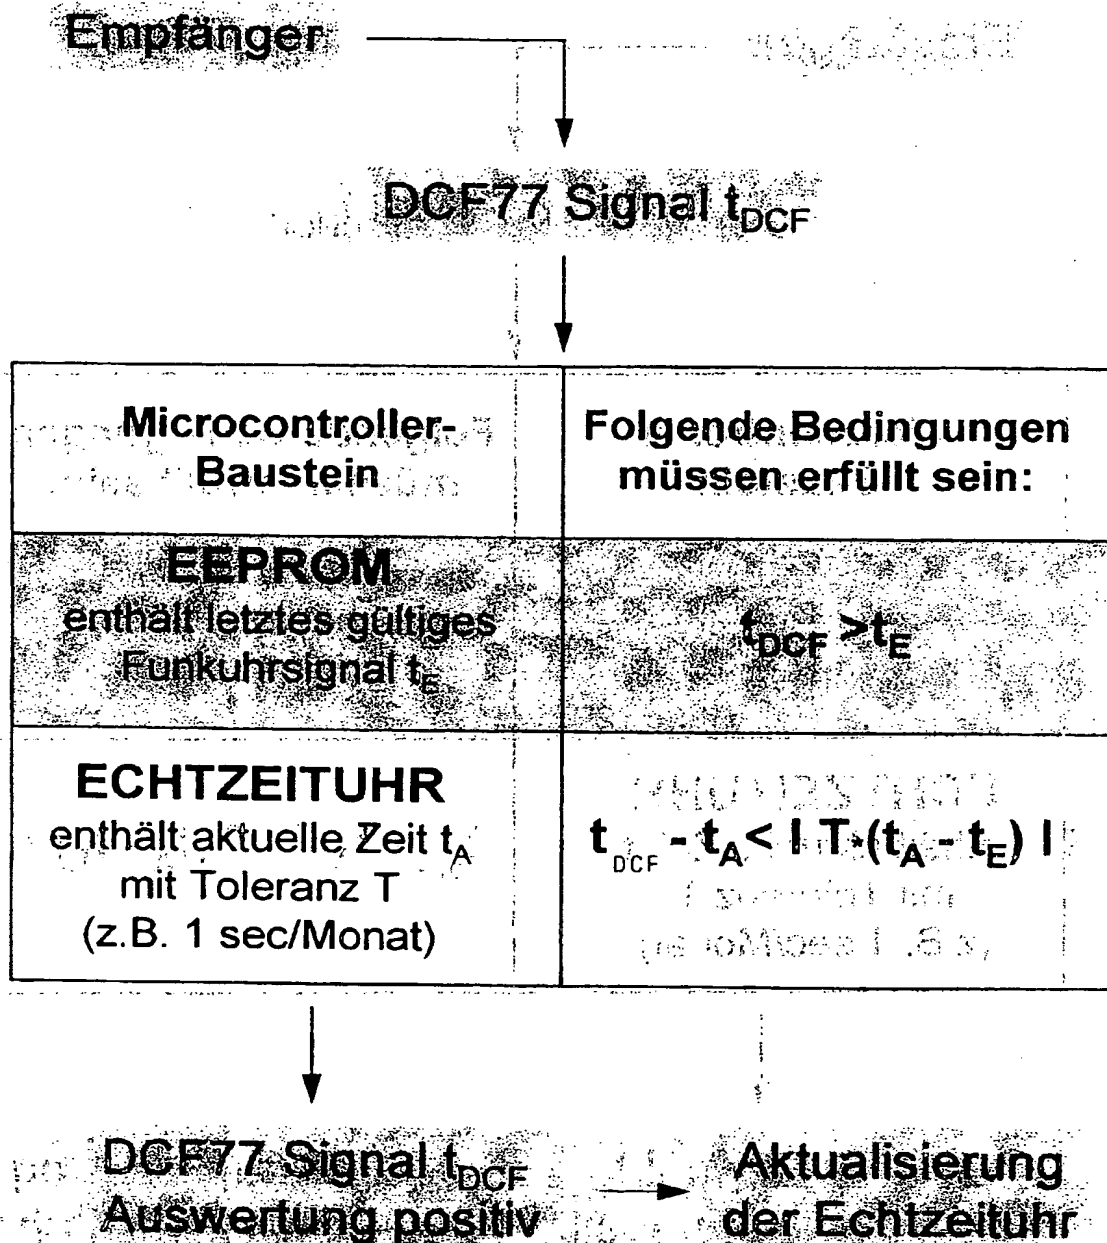 Empfänger
DCF77 Signal t_DCF
Microcontroller-
Baustein
Folgende Bedingungen
müssen erfüllt sein:
EEPROM
enthält letztes gültiges
Funkuhrsignal t_E
t_DCF >t_E
ECHTZEITUHR
enthält aktuelle Zeit t_A
mit Toleranz T
(z.B. 1 sec/Monat)
t_DCF - t_A < I T*(t_A - t_E) I
DCF77 Signal t_DCF
Auswertung positiv
Aktualisierung
der Echtzeituhr